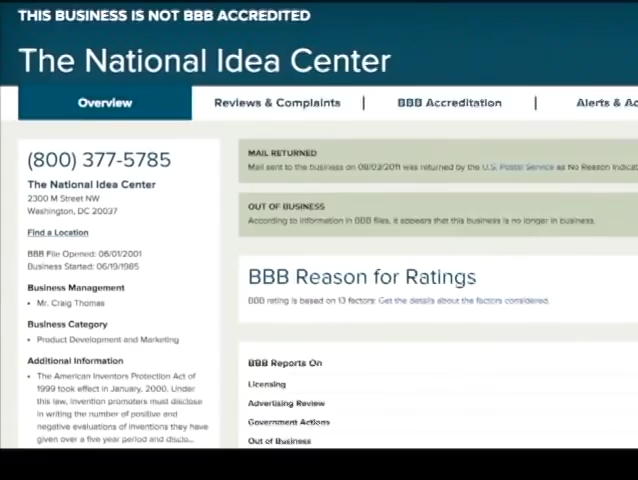 THIS BUSINESS IS NOT BBB ACCREDITED
The National Idea Center
Overview
Reviews & Complaints | BBB Accreditation | Alerts &
(800) 377-5785
The National Idea Center
2300 M Street NW
Washington, DC 20037
Find a Location
BBB File Opened: 06/01/2001
Business Started: 06/19/1985
Business Management
• Mr. Craig Thomas
Business Category
• Product Development and Marketing
Additional Information
• The American Inventors Protection Act of
1999 took effect in January, 2000. Under
this law, invention promoters must disclose
in writing the number of positive and
negative evaluations of inventions they have
given over a five year period and disclo...
MAIL RETURNED
Mail sent to the business on 08/03/2011 was returned by the U.S. Postal Service as No Reason
OUT OF BUSINESS
According to information in BBB files, it appears that this business is no longer in business.
BBB Reason for Ratings
BBB rating is based on 13 factors. Get the details about the factors considered.
BBB Reports On
Licensing
Advertising Review
Government Actions
Out of Business